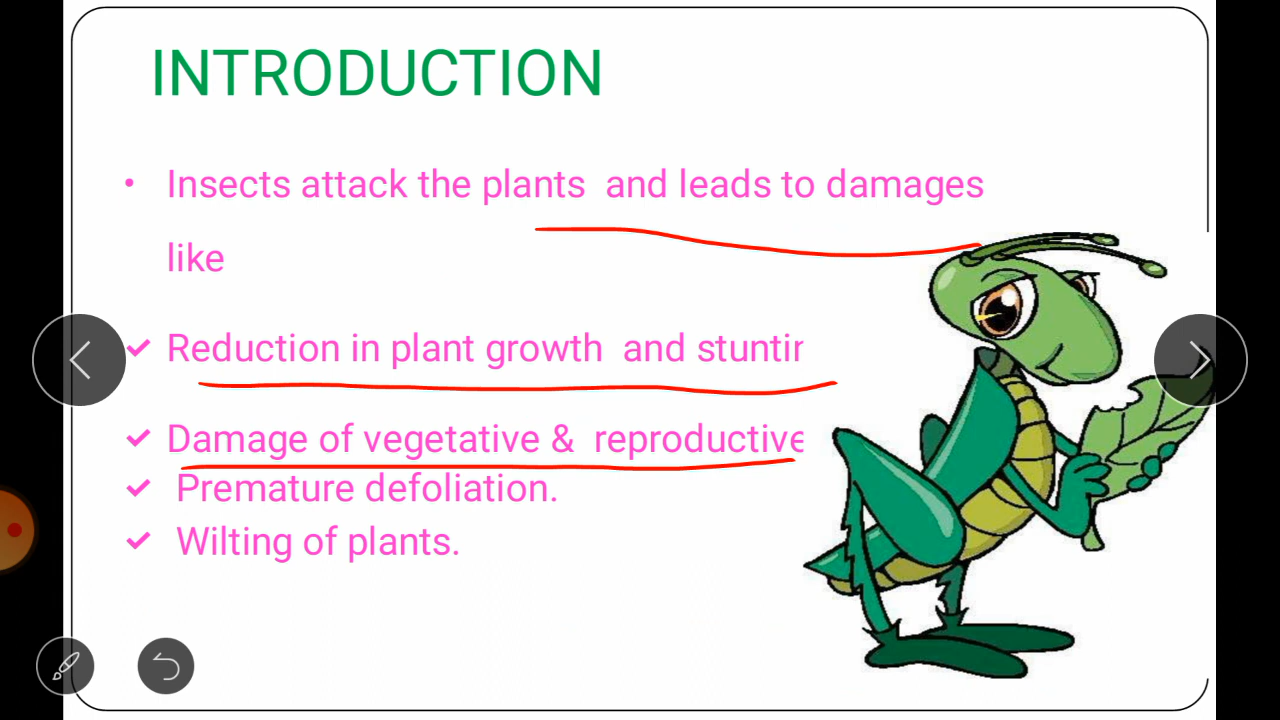 INTRODUCTION
• Insects attack the plants and leads to damages
like
✓ Reduction in plant growth and
✓ Damage of vegetative & reproductive
✓ Premature defoliation.
✓ Wilting of plants.